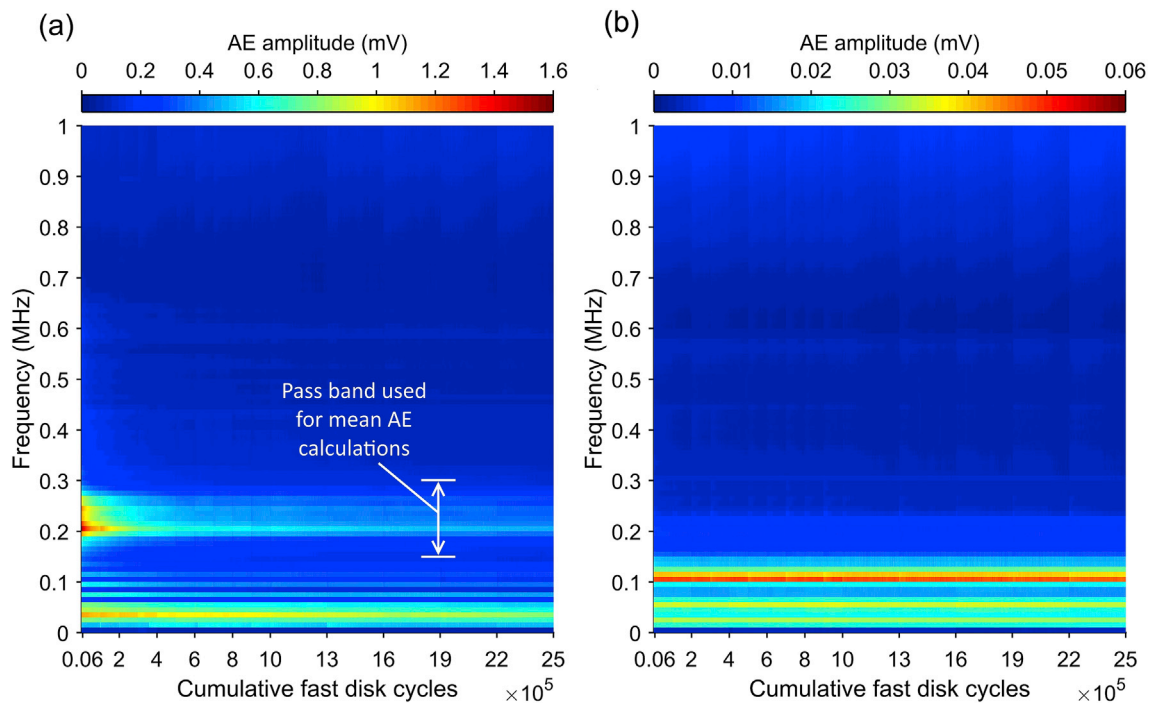 (a)
AE amplitude (mV)
0 0.2 0.4 0.6 0.8 1 1.2 1.4 1.6
1
0.9
0.8
0.7
0.6
0.5
0.4
0.3
0.2
0.1
0
Frequency (MHz)
Pass band used
for mean AE
calculations
0.06 2 4 6 8 10 13 16 19 22 25
Cumulative fast disk cycles ×10⁵
(b)
AE amplitude (mV)
0 0.01 0.02 0.03 0.04 0.05 0.06
1
0.9
0.8
0.7
0.6
0.5
0.4
0.3
0.2
0.1
0
Frequency (MHz)
0.06 2 4 6 8 10 13 16 19 22 25
Cumulative fast disk cycles ×10⁵